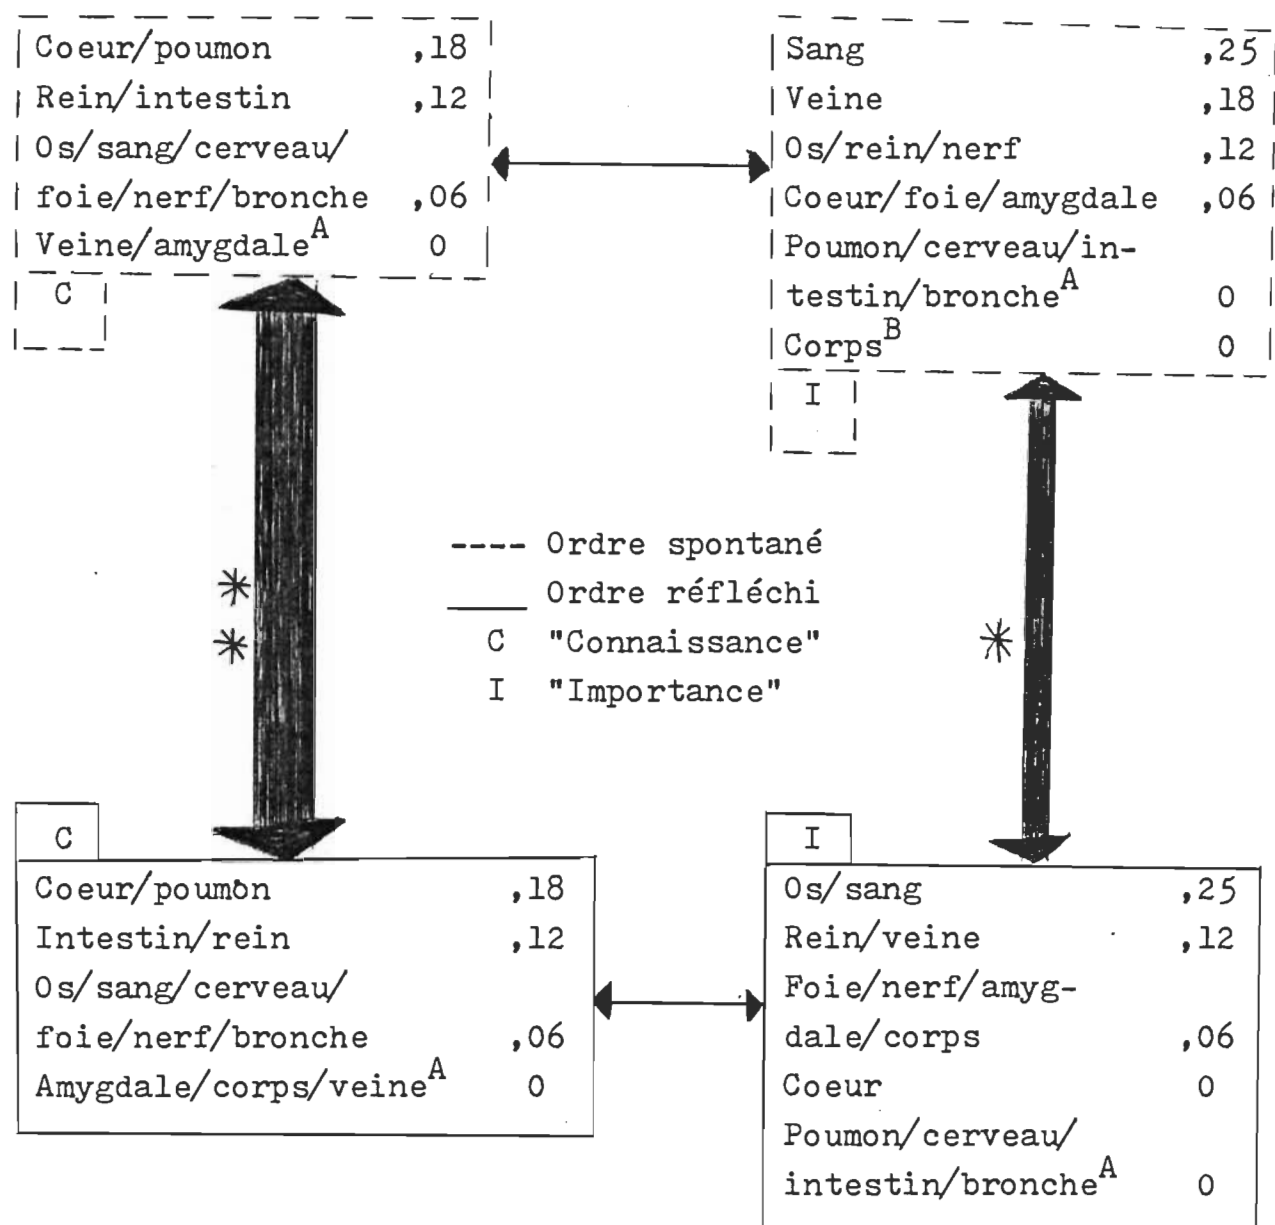 Coeur/poumon ,18
Rein/intestin ,12
Os/sang/cerveau/
foie/nerf/bronche ,06
Veine/amygdale^A 0
C
Sang ,25
Veine ,18
Os/rein/nerf ,12
Coeur/foie/amygdale ,06
Poumon/cerveau/in-
testin/bronche^A 0
Corps^B 0
I
---- Ordre spontané
____ Ordre réfléchi
C "Connaissance"
I "Importance"
*
*
*
C
Coeur/poumon ,18
Intestin/rein ,12
Os/sang/cerveau/
foie/nerf/bronche ,06
Amygdale/corps/veine^A 0
I
Os/sang ,25
Rein/veine ,12
Foie/nerf/amyg-
dale/corps ,06
Coeur 0
Poumon/cerveau/
intestin/bronche^A 0